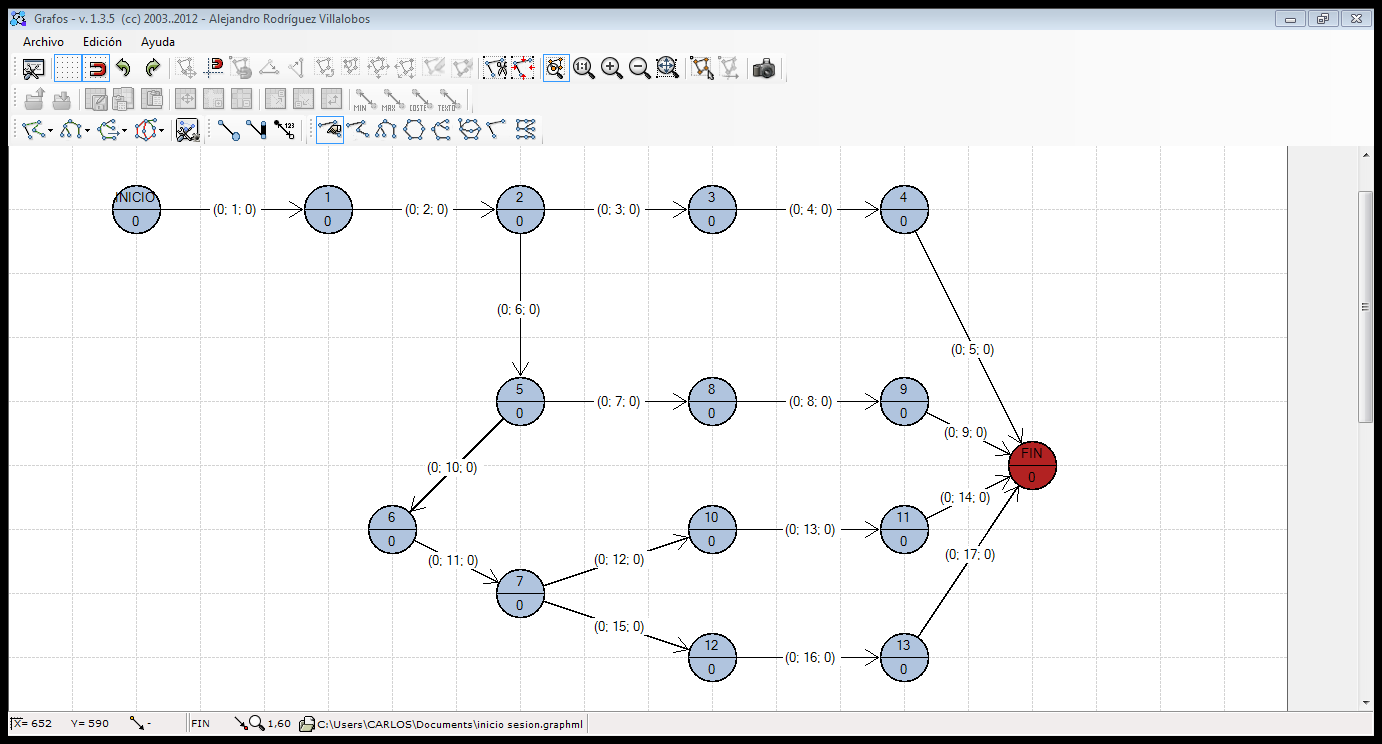 Grafos - v. 1.3.5 (cc) 2003..2012 - Alejandro Rodríguez Villalobos
Archivo Edición Ayuda
1:1
MIN MAX COSTE TEXTO
123
INICIO 0 (0; 1; 0) 1 0 (0; 2; 0) 2 0 (0; 3; 0) 3 0 (0; 4; 0) 4 0
(0; 6; 0)
(0; 5; 0)
5 0 (0; 7; 0) 8 0 (0; 8; 0) 9 0
(0; 9; 0)
FIN 0
(0; 10; 0)
(0; 14; 0)
6 0 10 0 (0; 13; 0) 11 0
(0; 11; 0) (0; 12; 0) (0; 17; 0)
7 0
(0; 15; 0)
12 0 (0; 16; 0) 13 0
X= 652 Y= 590 - FIN 1,60 C:\Users\CARLOS\Documents\inicio sesion.graphml